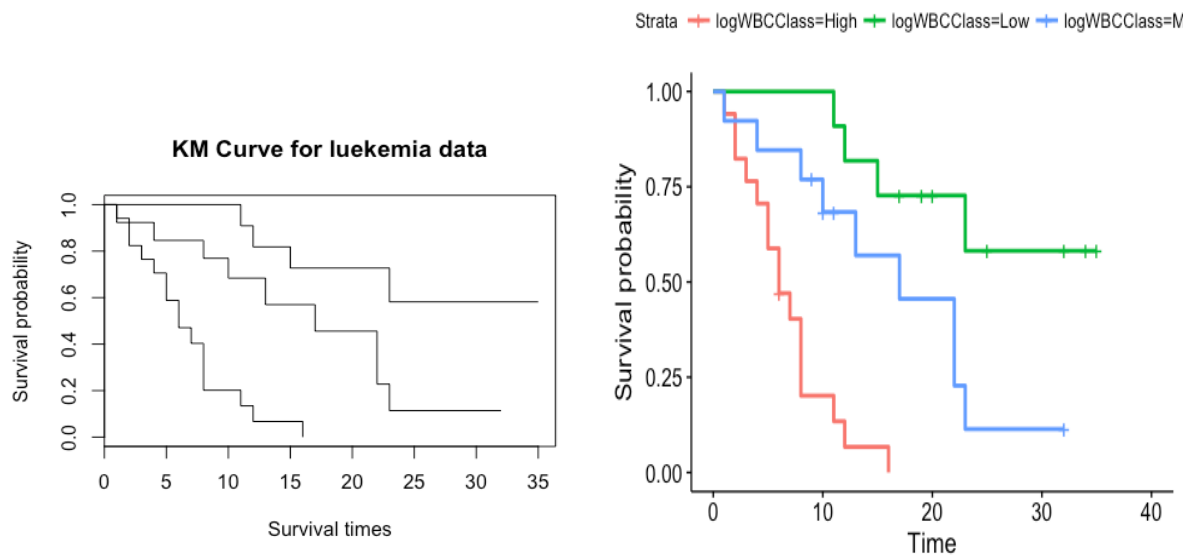 KM Curve for luekemia data
Survival probability
1.0
0.8
0.6
0.4
0.2
0.0
0 5 10 15 20 25 30 35
Survival times
Strata logWBCClass=High logWBCClass=Low logWBCClass=M
Survival probability
1.00
0.75
0.50
0.25
0.00
0 10 20 30 40
Time